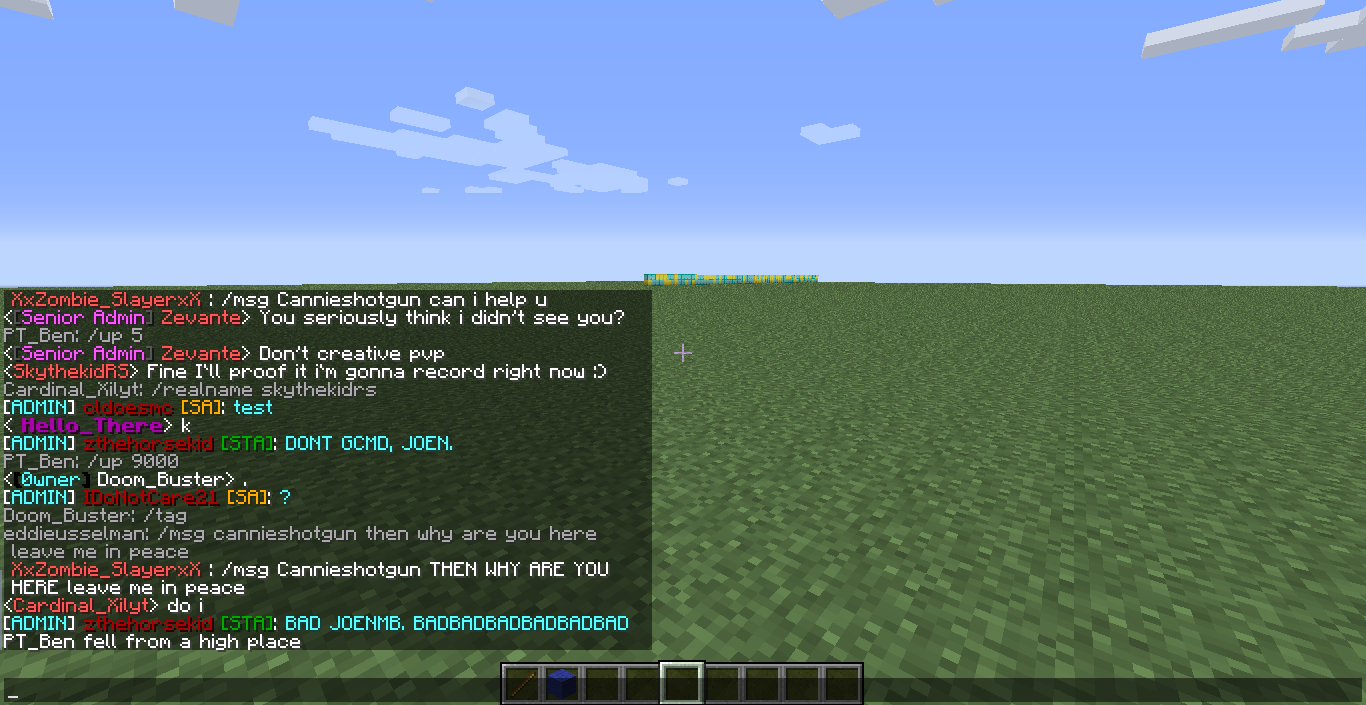 XxZombie_SlayerxX : /msg Cannieshotgun can i help u
<[Senior Admin] Zevante> You seriously think i didn't see you?
PT_Ben: /up 5
<[Senior Admin] Zevante> Don't creative pvp
<SkythekidRS> Fine I'll proof it i'm gonna record right now :)
Cardinal_Xilyt: /realname skythekidrs
[ADMIN] cldoesmc [SA]: test
< Hello_There> k
[ADMIN] zthehorsekid [STA]: DONT GCMD, JOEN.
PT_Ben: /up 9000
<[Owner] Doom_Buster> .
[ADMIN] IDoNotCare21 [SA]: ?
Doom_Buster: /tag
eddieusselman: /msg cannieshotgun then why are you here
leave me in peace
XxZombie_SlayerxX : /msg Cannieshotgun THEN WHY ARE YOU
HERE leave me in peace
<Cardinal_Xilyt> do i
[ADMIN] zthehorsekid [STA]: BAD JOENMB. BADBADBADBADBADBAD
PT_Ben fell from a high place
_